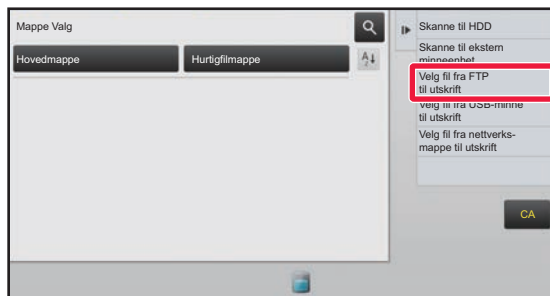 Mappe Valg
Hovedmappe
Hurtigfilmappe
Skanne til HDD
Skanne til ekstern
minneenhet
Velg fil fra FTP
til utskrift
Velg fil fra USB-minne
til utskrift
Velg fil fra nettverks-
mappe til utskrift
CA